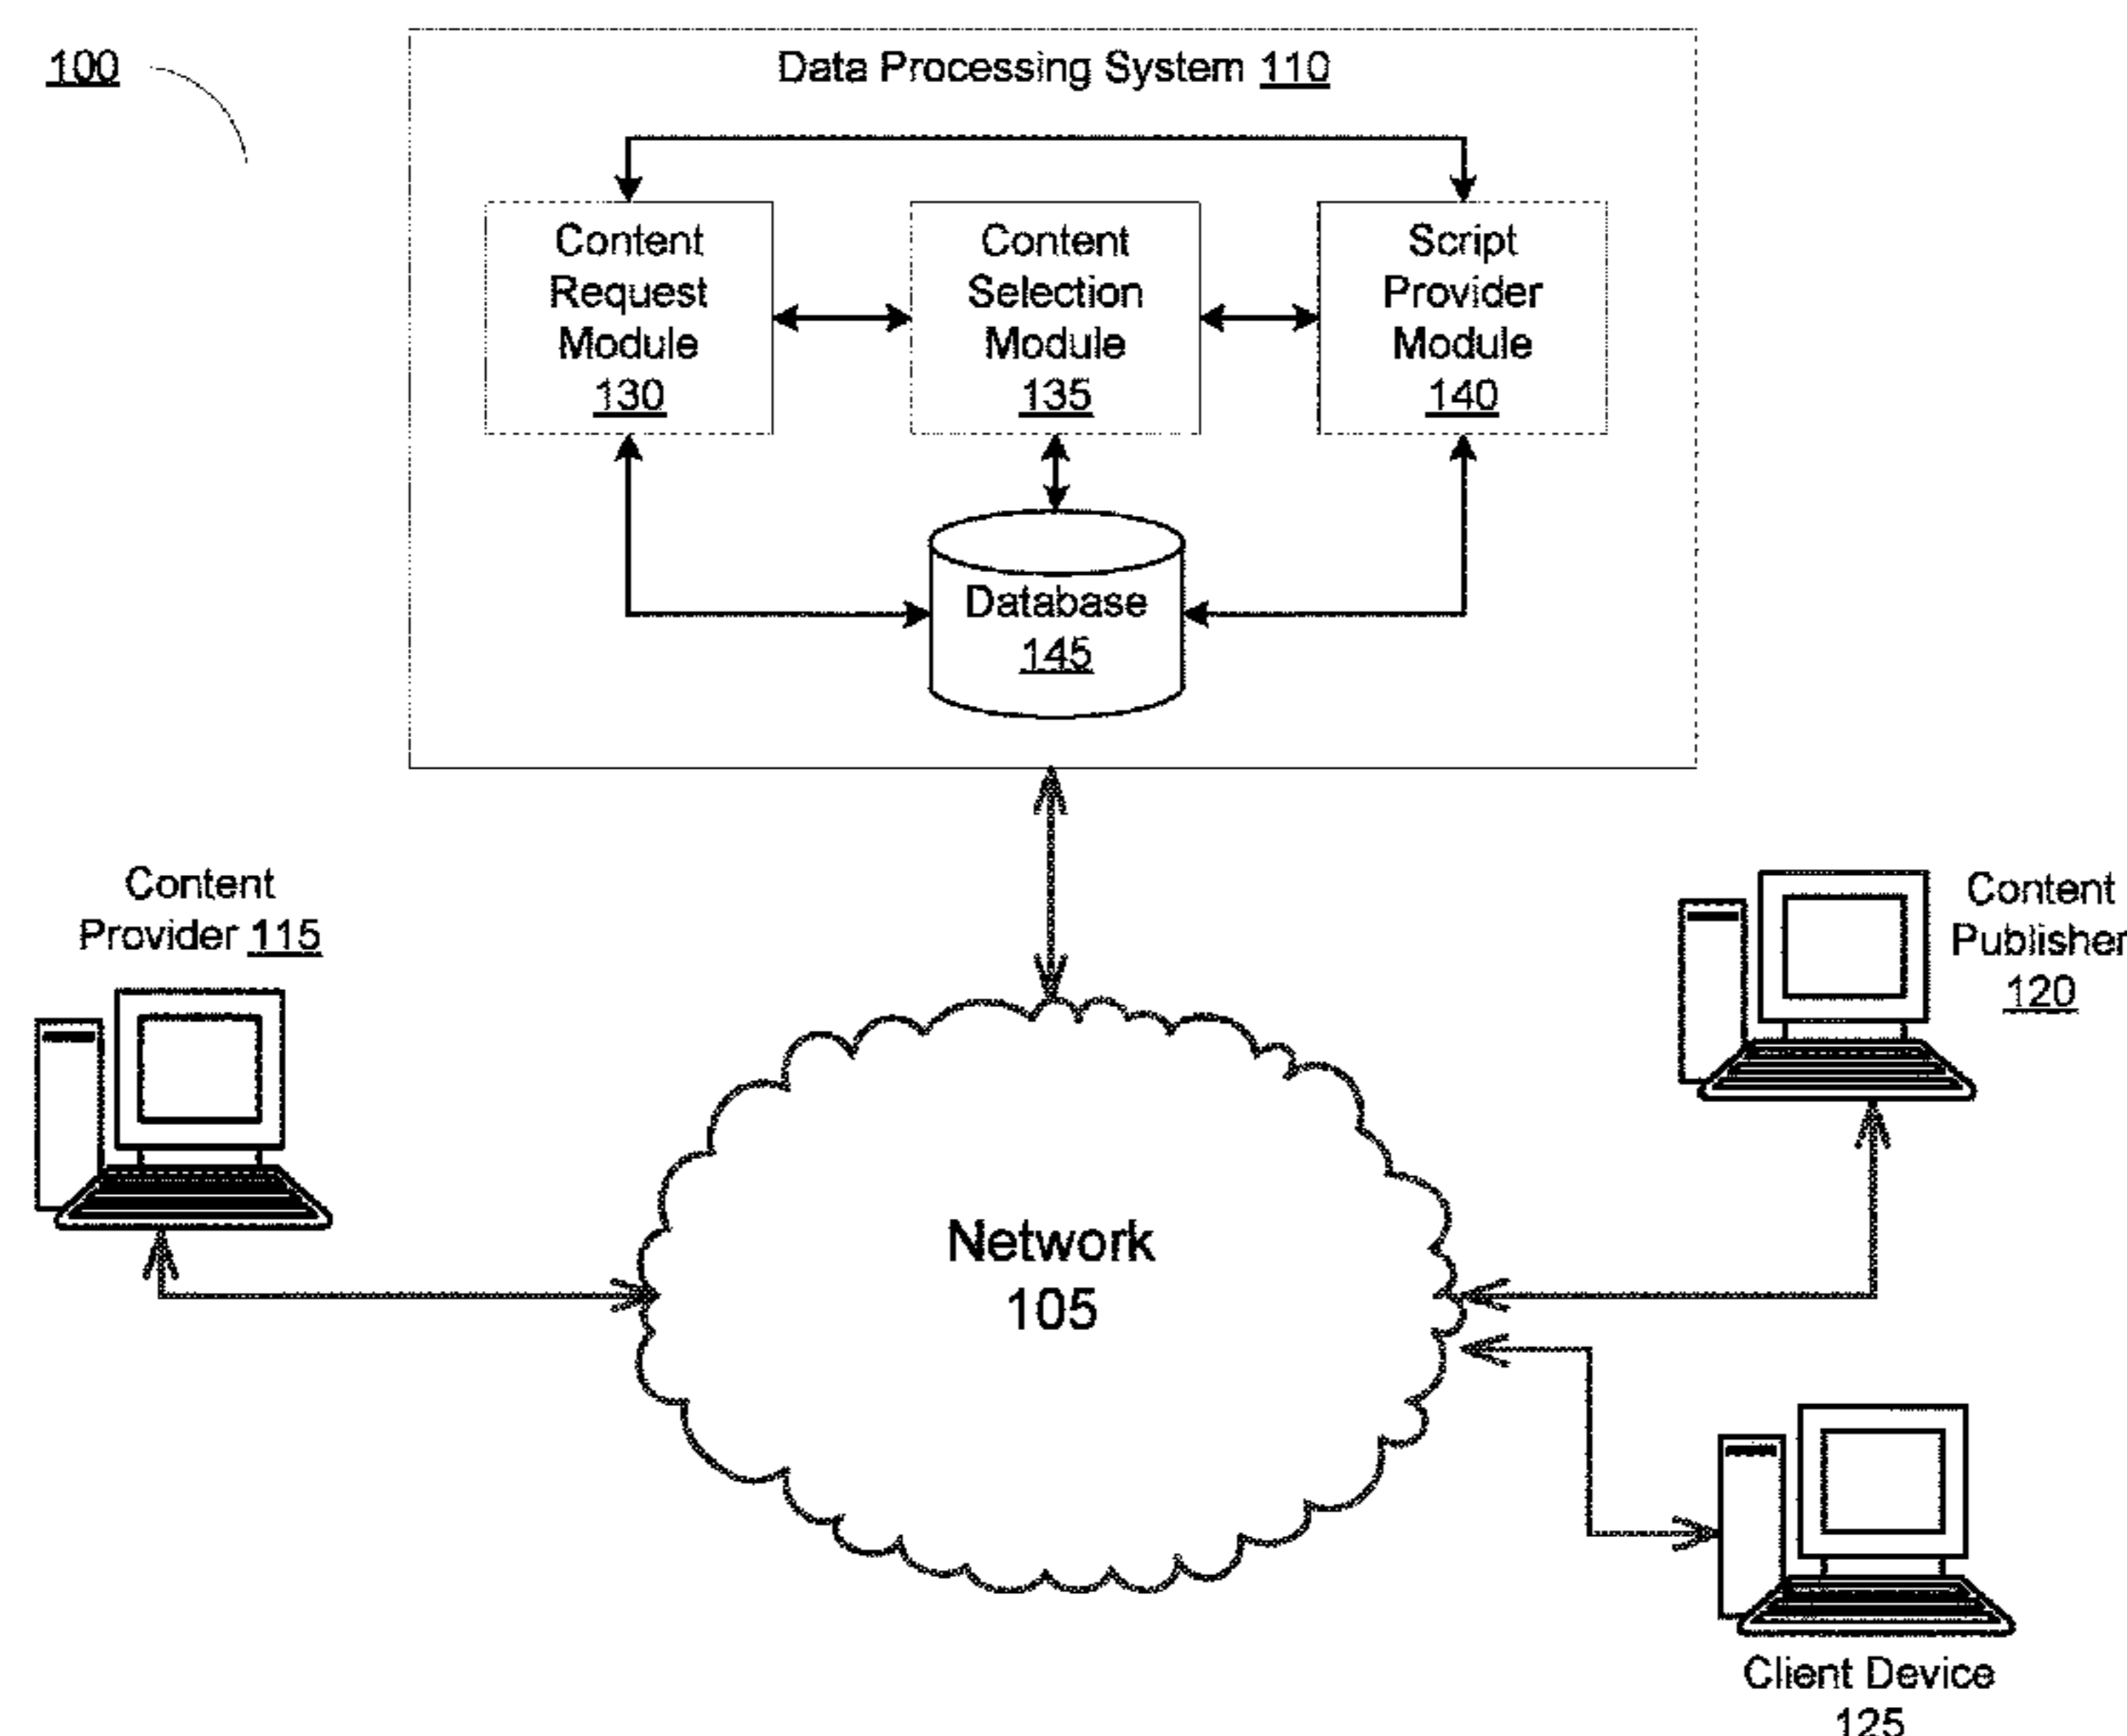 100
Data Processing System 110
Content
Request
Module
130
Content
Selection
Module
135
Script
Provider
Module
140
Database
145
Content
Provider 115
Content
Publisher
120
Network
105
Client Device
125